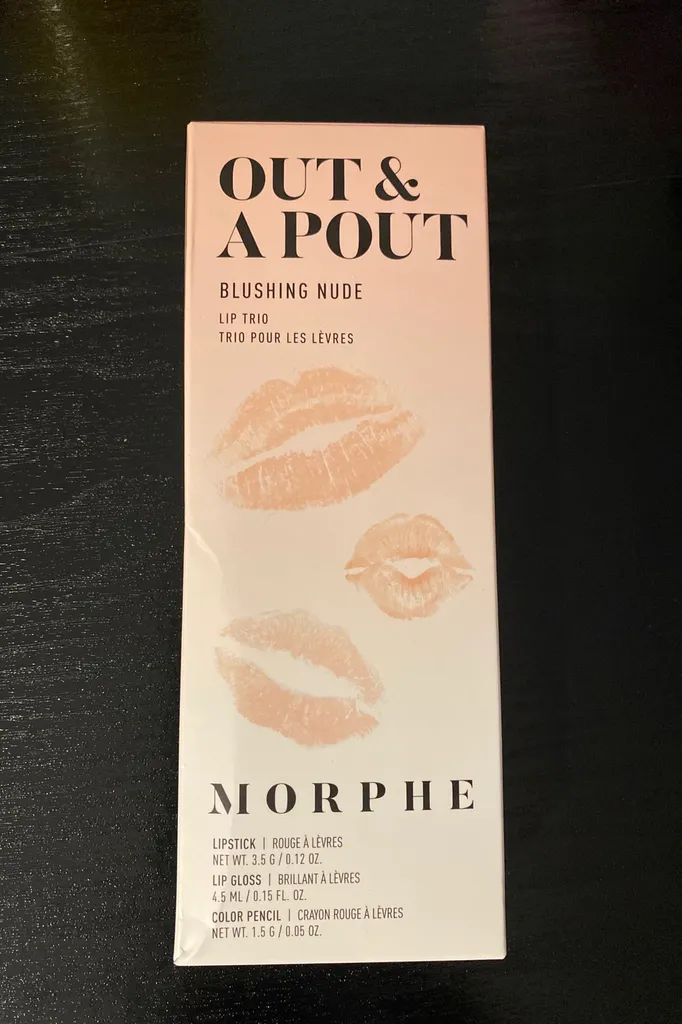 OUT &
A POUT
BLUSHING NUDE
LIP TRIO
TRIO POUR LES LÈVRES
MORPHE
LIPSTICK | ROUGE À LÈVRES
NET WT. 3.5 G / 0.12 OZ.
LIP GLOSS | BRILLANT À LÈVRES
4.5 ML / 0.15 FL. OZ.
COLOR PENCIL | CRAYON ROUGE À LÈVRES
NET WT. 1.5 G / 0.05 OZ.